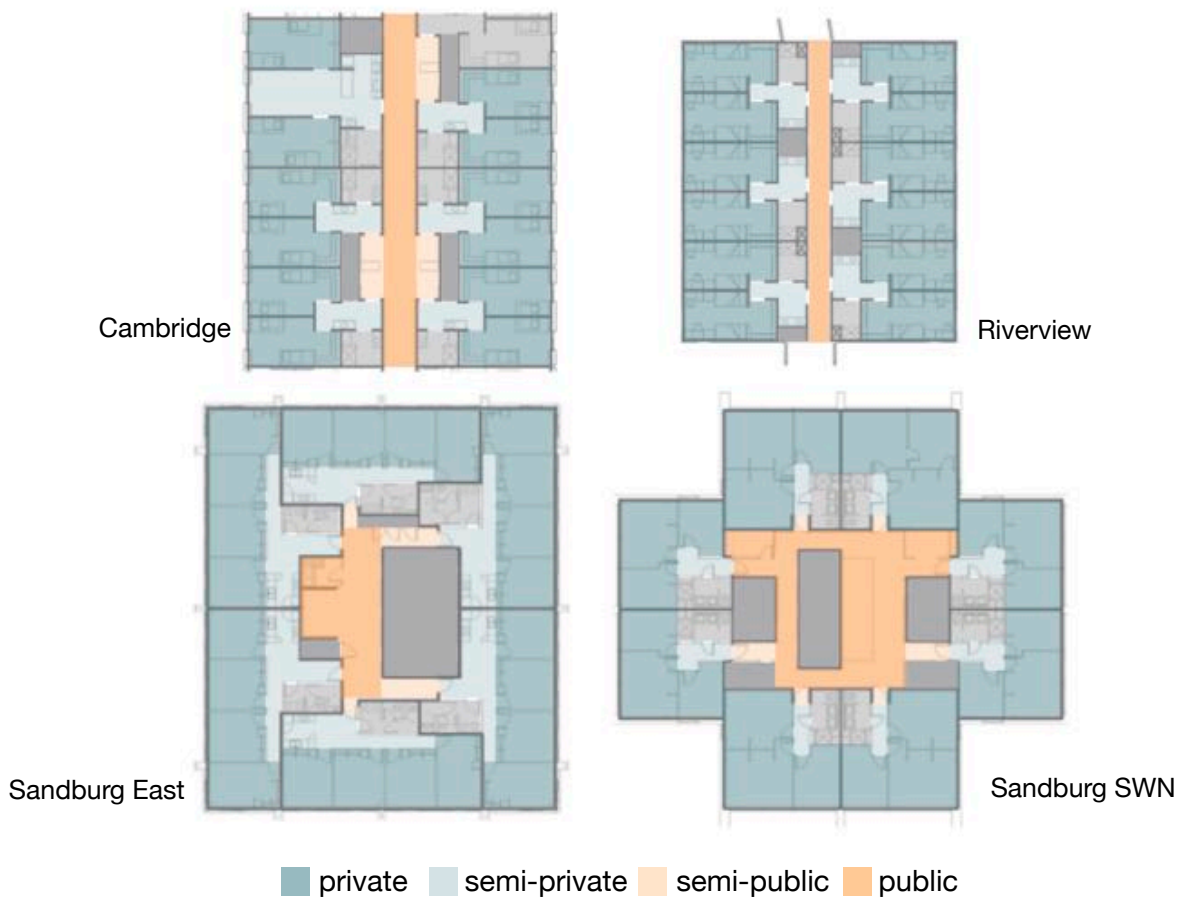 Cambridge
Riverview
Sandburg East
Sandburg SWN
private semi-private semi-public public